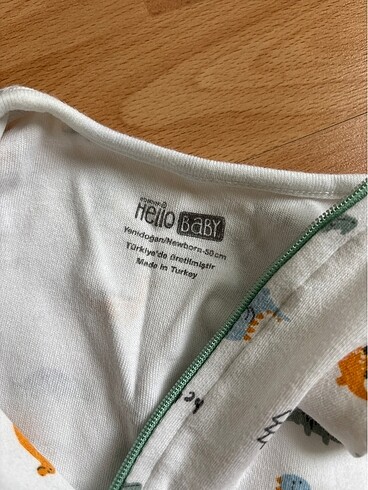 Hello BABY
Yenidoğan/Newborn-50cm
Türkiye'de üretilmiştir
Made in Turkey